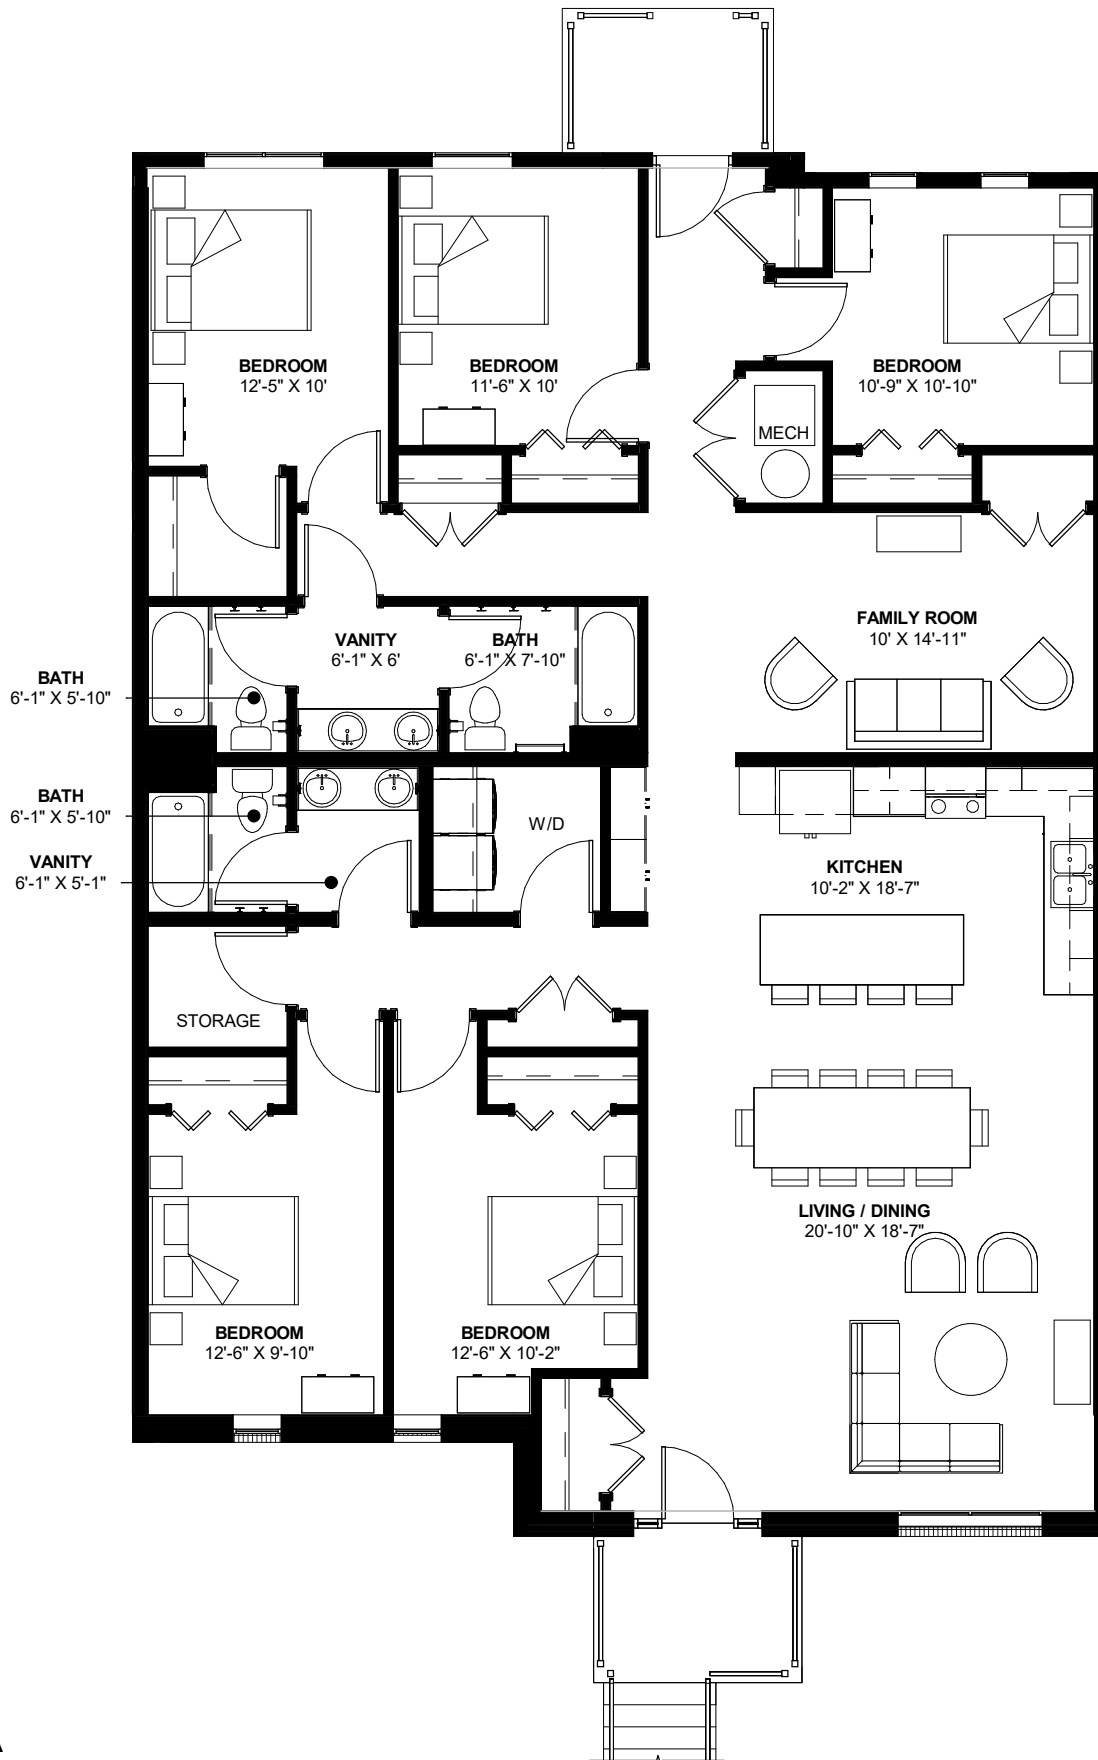 BEDROOM
12'-5" X 10'
BEDROOM
11'-6" X 10'
BEDROOM
10'-9" X 10'-10"
MECH
FAMILY ROOM
10' X 14'-11"
VANITY
6'-1" X 6'
BATH
6'-1" X 7'-10"
BATH
6'-1" X 5'-10"
BATH
6'-1" X 5'-10"
VANITY
6'-1" X 5'-1"
W/D
KITCHEN
10'-2" X 18'-7"
STORAGE
LIVING / DINING
20'-10" X 18'-7"
BEDROOM
12'-6" X 9'-10"
BEDROOM
12'-6" X 10'-2"